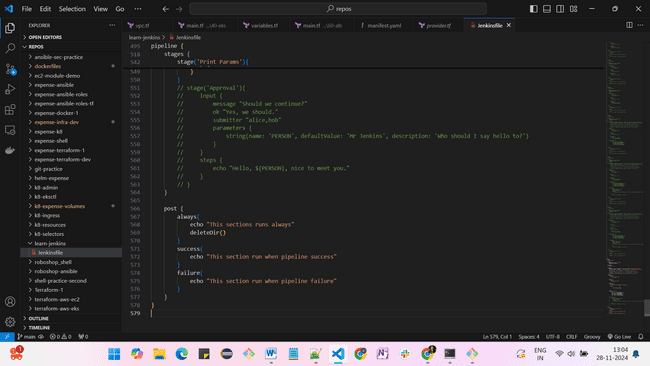 File Edit Selection View Go ...
repos
EXPLORER ...
vpc.tf
main.tf
variables.tf
main.tf
manifest.yaml
provider.tf
Jenkinsfile
learn-jenkins > Jenkinsfile
OPEN EDITORS
REPOS
ansible-sec-practice
dockerfiles
ec2-module-demo
expense-ansible
expense-ansible-roles
expense-ansible-roles-tf
expense-docker-1
expense-infra-dev
expense-k8
expense-shell
expense-terraform-1
expense-terraform-dev
git-practice
helm-expense
k8-admin
k8-eksctl
k8-expense-volumes
k8-ingress
k8-resources
k8-selectors
learn-jenkins
Jenkinsfile
roboshop_shell
roboshop-ansible
shell-practice-second
Terraform-1
terraform-aws-ec2
terraform-aws-eks
OUTLINE
TIMELINE
495 pipeline {
518 stages {
542 stage('Print Params'){
549 }
550 }
551 // stage('Approval'){
552 // input {
553 // message "Should we continue?"
554 // ok "Yes, we should."
555 // submitter "alice,bob"
556 // parameters {
557 // string(name: 'PERSON', defaultValue: 'Mr Jenkins', description: 'Who should I say hello to?')
558 // }
559 // }
560 // steps {
561 // echo "Hello, ${PERSON}, nice to meet you."
562 // }
563 // }
564 }
565
566 post {
567 always{
568 echo "This sections runs always"
569 deleteDir()
570 }
571 success{
572 echo "This section run when pipeline success"
573 }
574 failure{
575 echo "This section run when pipeline failure"
576 }
577 }
578 }
579
main 0 0 0
Ln 579, Col 1 Spaces: 4 UTF-8 CRLF Groovy Go Live
ENG
IN
13:04
28-11-2024